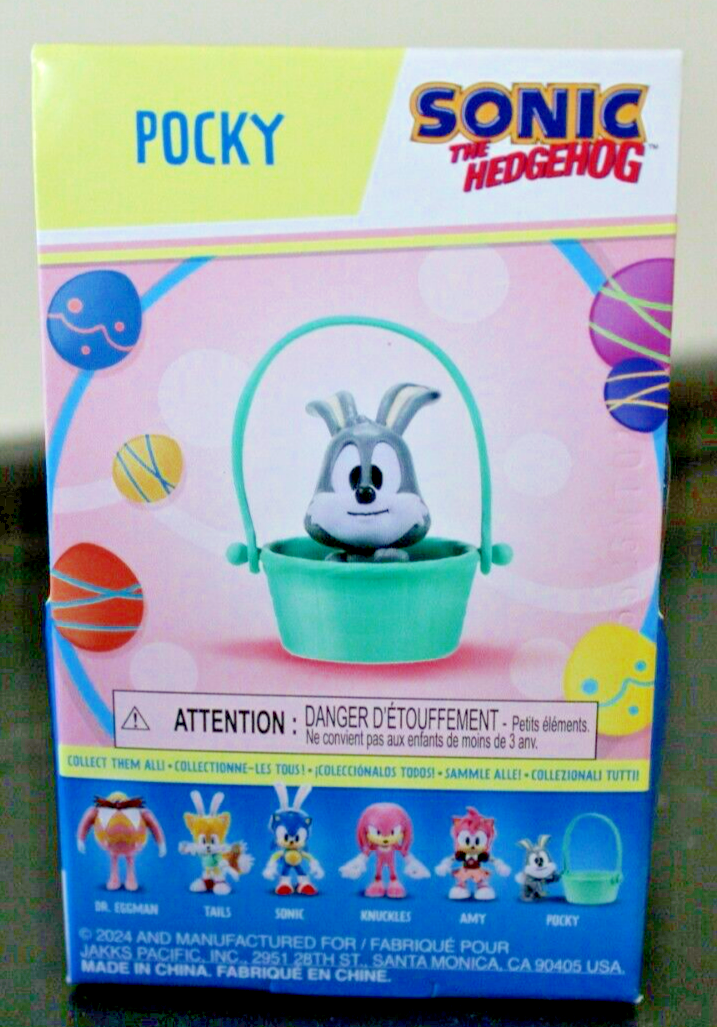 POCKY
SONIC
THE
HEDGEHOG™
ATTENTION : DANGER D'ÉTOUFFEMENT - Petits éléments.
Ne convient pas aux enfants de moins de 3 anv.
COLLECT THEM ALL! • COLLECTIONNE-LES TOUS! • ¡COLECCIÓNALOS TODOS! • SAMMLE ALLE! • COLLEZIONALI TUTTI!
DR. EGGMAN
TAILS
SONIC
KNUCKLES
AMY
POCKY
© 2024 AND MANUFACTURED FOR / FABRIQUÉ POUR
JAKKS PACIFIC, INC., 2951 28TH ST., SANTA MONICA, CA 90405 USA.
MADE IN CHINA. FABRIQUÉ EN CHINE.